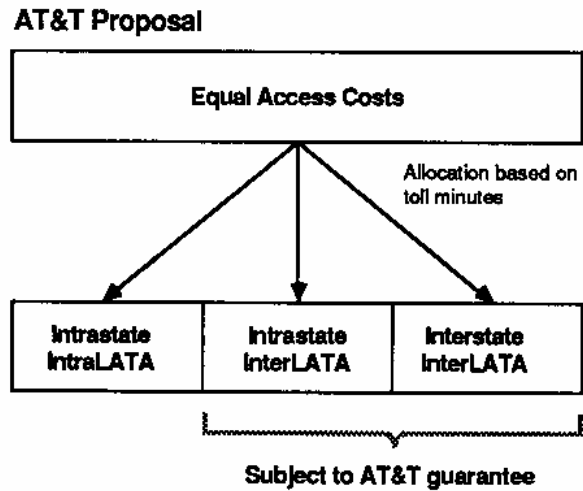 AT&T Proposal
Equal Access Costs
Allocation based on
toll minutes
Intrastate
IntraLATA
Intrastate
InterLATA
Interstate
InterLATA
Subject to AT&T guarantee